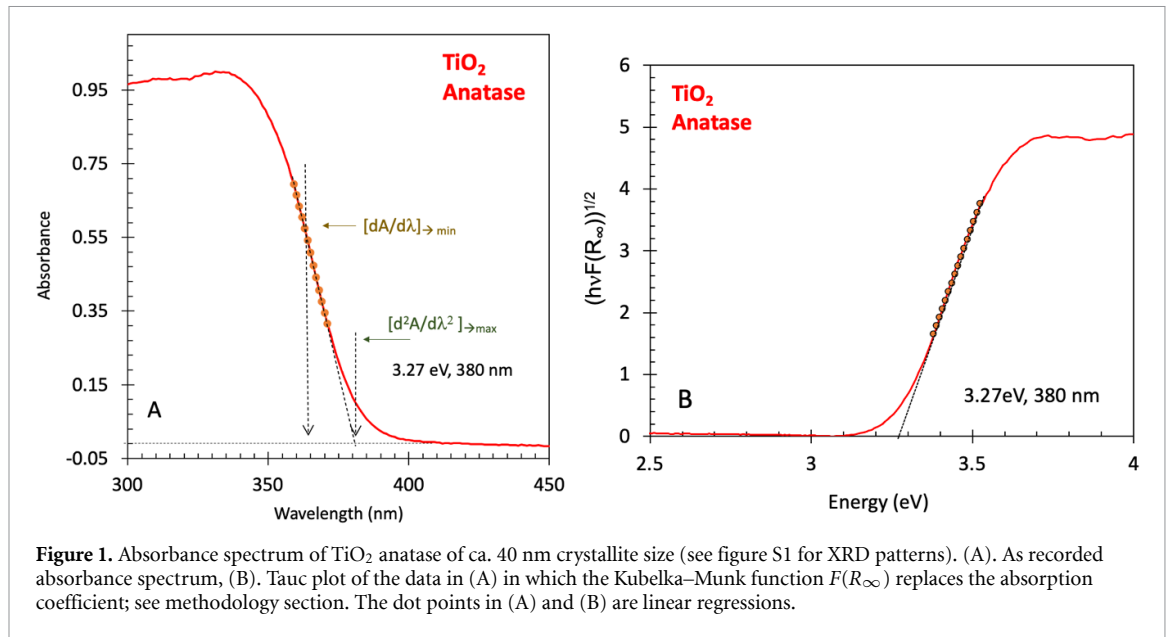 TiO₂
Anatase
0.95
0.75
0.55
0.35
0.15
-0.05
Absorbance
[dA/dλ]→ min
[d²A/dλ²]→max
3.27 eV, 380 nm
A
300
350
400
450
Wavelength (nm)
TiO₂
Anatase
6
5
4
3
2
1
0
(hνF(R∞))¹/²
3.27eV, 380 nm
B
2.5
3
3.5
4
Energy (eV)
Figure 1. Absorbance spectrum of TiO₂ anatase of ca. 40 nm crystallite size (see figure S1 for XRD patterns). (A). As recorded
absorbance spectrum, (B). Tauc plot of the data in (A) in which the Kubelka–Munk function F(R∞) replaces the absorption
coefficient; see methodology section. The dot points in (A) and (B) are linear regressions.